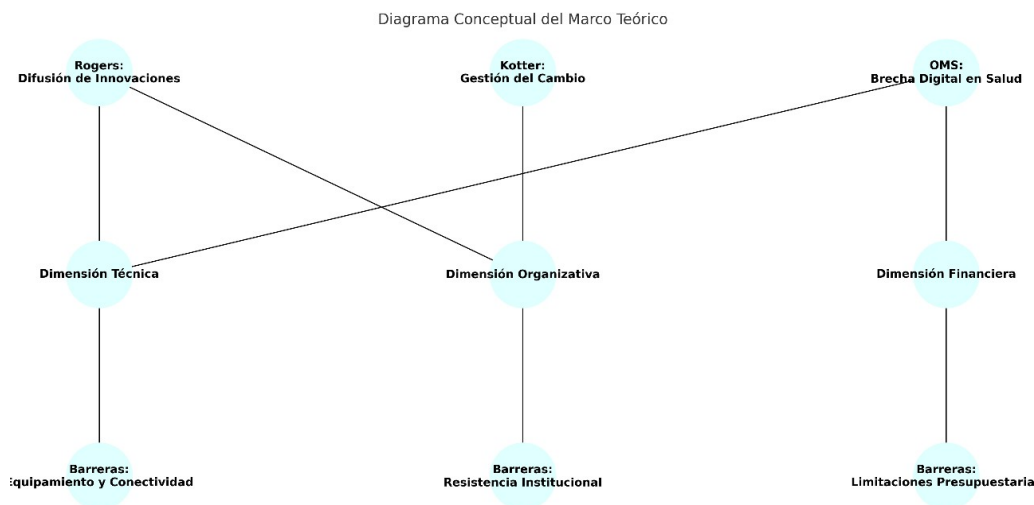 Diagrama Conceptual del Marco Teórico
Rogers:
Difusión de Innovaciones
Kotter:
Gestión del Cambio
OMS:
Brecha Digital en Salud
Dimensión Técnica
Dimensión Organizativa
Dimensión Financiera
Barreras:
Equipamiento y Conectividad
Barreras:
Resistencia Institucional
Barreras:
Limitaciones Presupuestaria